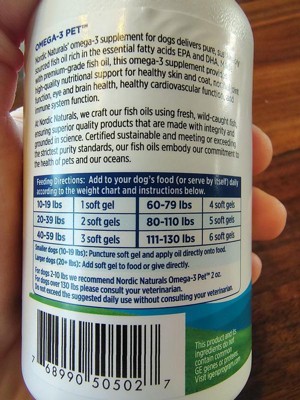 OMEGA-3 PET™
Nordic Naturals' omega-3 supplement for dogs delivers pure,
sourced fish oil rich in the essential fatty acids EPA and DHA.
from premium-grade fish oil, this omega-3 supplement
high-quality nutritional support for healthy skin and coat,
function, eye and brain health, healthy cardiovascular function, and
immune system function.
At Nordic Naturals, we craft our fish oils using fresh, wild-caught
ensuring superior quality products that are made with integrity and
grounded in science. Certified sustainable and meeting or exceeding
the strictest purity standards, our fish oils embody our commitment to
the health of pets and our oceans.
Feeding Directions: Add to your dog's food (or serve by itself) daily
according to the weight chart and instructions below.
10-19 lbs 1 soft gel 60-79 lbs 4 soft gels
20-39 lbs 2 soft gels 80-110 lbs 5 soft gels
40-59 lbs 3 soft gels 111-130 lbs 6 soft gels
Smaller dogs (10-19 lbs): Puncture soft gel and apply oil directly onto food.
Larger dogs (20+ lbs): Add soft gel to food or give directly.
For dogs 2-10 lbs we recommend Nordic Naturals Omega-3 Pet™ 2 oz.
For dogs over 130 lbs please consult your veterinarian.
Do not exceed the suggested daily use without consulting your veterinarian.
This product and its
ingredients do not
contain GE
genes or
Visit igenprogram.com
7 68990 50502 7